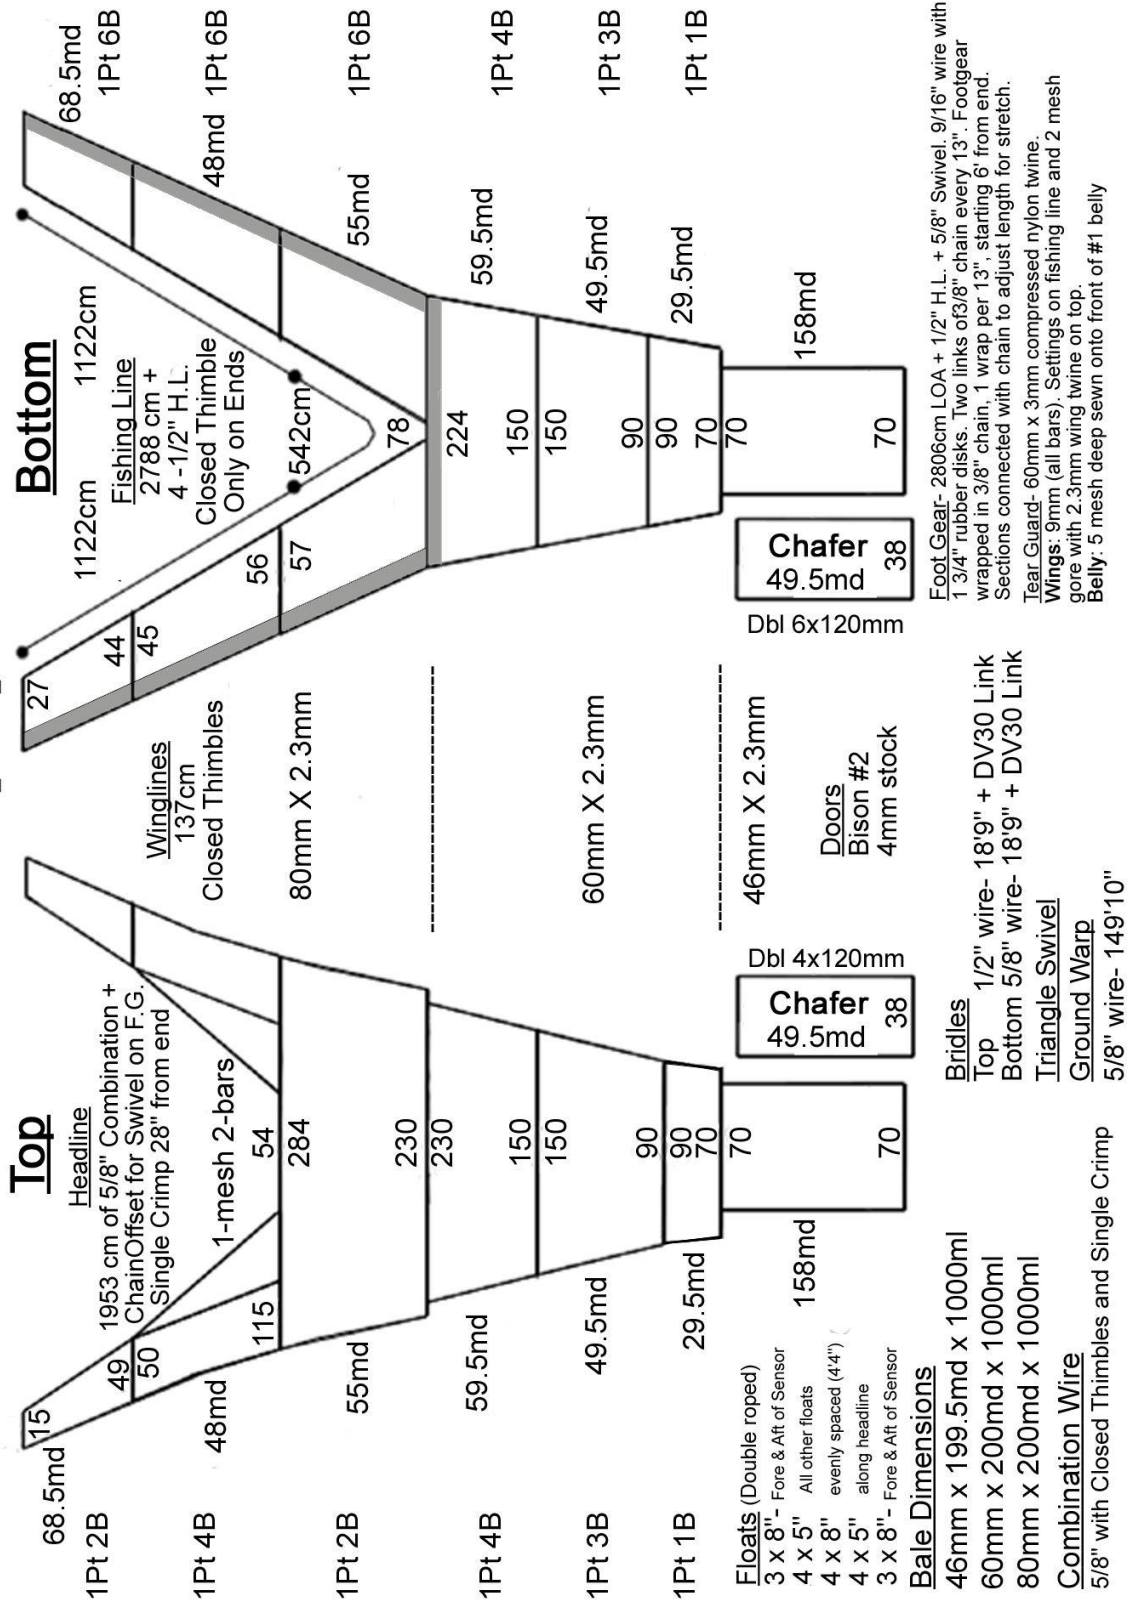 Top
Headline
1953 cm of 5/8" Combination +
ChainOffset for Swivel on F.G.
Single Crimp 28" from end
1-mesh 2-bars
15
68.5md
49
50
48md
115
54
284
55md
230
230
59.5md
150
150
49.5md
90
90
29.5md
70
70
158md
70
1Pt 2B
1Pt 4B
1Pt 2B
1Pt 4B
1Pt 3B
1Pt 1B
Chafer
49.5md
38
Dbl 4x120mm
Winglines
137cm
Closed Thimbles
80mm X 2.3mm
60mm X 2.3mm
46mm X 2.3mm
Doors
Bison #2
4mm stock
Bottom
1122cm
1122cm
Fishing Line
2788 cm +
4 -1/2" H.L.
Closed Thimble
Only on Ends
542cm
27
44
45
56
57
78
224
150
150
90
90
70
70
70
68.5md
48md
55md
59.5md
49.5md
29.5md
158md
1Pt 6B
1Pt 6B
1Pt 6B
1Pt 4B
1Pt 3B
1Pt 1B
Chafer
49.5md
38
Dbl 6x120mm
Floats (Double roped)
3 x 8"- Fore & Aft of Sensor
4 x 5" All other floats
4 x 8" evenly spaced (4'4")
4 x 5" along headline
3 x 8"- Fore & Aft of Sensor
Bale Dimensions
46mm x 199.5md x 1000ml
60mm x 200md x 1000ml
80mm x 200md x 1000ml
Combination Wire
5/8" with Closed Thimbles and Single Crimp
Bridles
Top 1/2" wire- 18'9" + DV30 Link
Bottom 5/8" wire- 18'9" + DV30 Link
Triangle Swivel
Ground Warp
5/8" wire- 149'10"
Foot Gear- 2806cm LOA + 1/2" H.L. + 5/8" Swivel. 9/16" wire with
1 3/4" rubber disks. Two links of3/8" chain every 13". Footgear
wrapped in 3/8" chain, 1 wrap per 13", starting 6' from end.
Sections connected with chain to adjust length for stretch.
Tear Guard- 60mm x 3mm compressed nylon twine.
Wings: 9mm (all bars). Settings on fishing line and 2 mesh
gore with 2.3mm wing twine on top.
Belly: 5 mesh deep sewn onto front of #1 belly